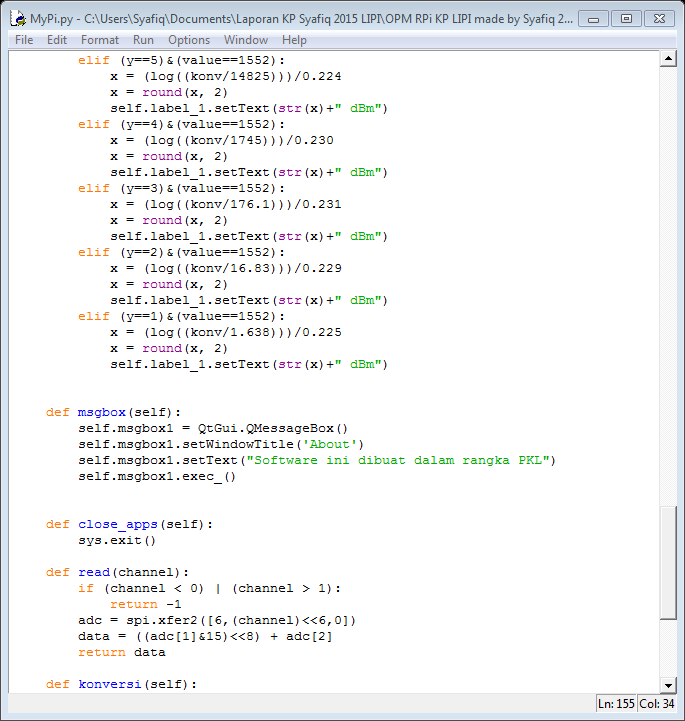 MyPi.py - C:\Users\Syafiq\Documents\Laporan KP Syafiq 2015 LIPI\OPM RPi KP LIPI made by Syafiq 2...
File Edit Format Run Options Window Help
        elif (y==5)&(value==1552):
            x = (log((konv/14825)))/0.224
            x = round(x, 2)
            self.label_1.setText(str(x)+" dBm")
        elif (y==4)&(value==1552):
            x = (log((konv/1745)))/0.230
            x = round(x, 2)
            self.label_1.setText(str(x)+" dBm")
        elif (y==3)&(value==1552):
            x = (log((konv/176.1)))/0.231
            x = round(x, 2)
            self.label_1.setText(str(x)+" dBm")
        elif (y==2)&(value==1552):
            x = (log((konv/16.83)))/0.229
            x = round(x, 2)
            self.label_1.setText(str(x)+" dBm")
        elif (y==1)&(value==1552):
            x = (log((konv/1.638)))/0.225
            x = round(x, 2)
            self.label_1.setText(str(x)+" dBm")
    def msgbox(self):
        self.msgbox1 = QtGui.QMessageBox()
        self.msgbox1.setWindowTitle('About')
        self.msgbox1.setText("Software ini dibuat dalam rangka PKL")
        self.msgbox1.exec_()
    def close_apps(self):
        sys.exit()
    def read(channel):
        if (channel < 0) | (channel > 1):
            return -1
        adc = spi.xfer2([6,(channel)<<6,0])
        data = ((adc[1]&15)<<8) + adc[2]
        return data
    def konversi(self):
Ln: 155 Col: 34